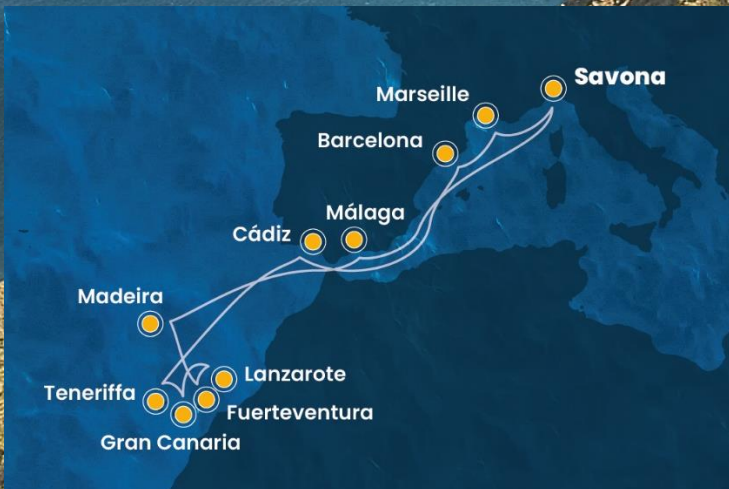 Savona
Marseille
Barcelona
Málaga
Cádiz
Madeira
Lanzarote
Teneriffa
Fuerteventura
Gran Canaria